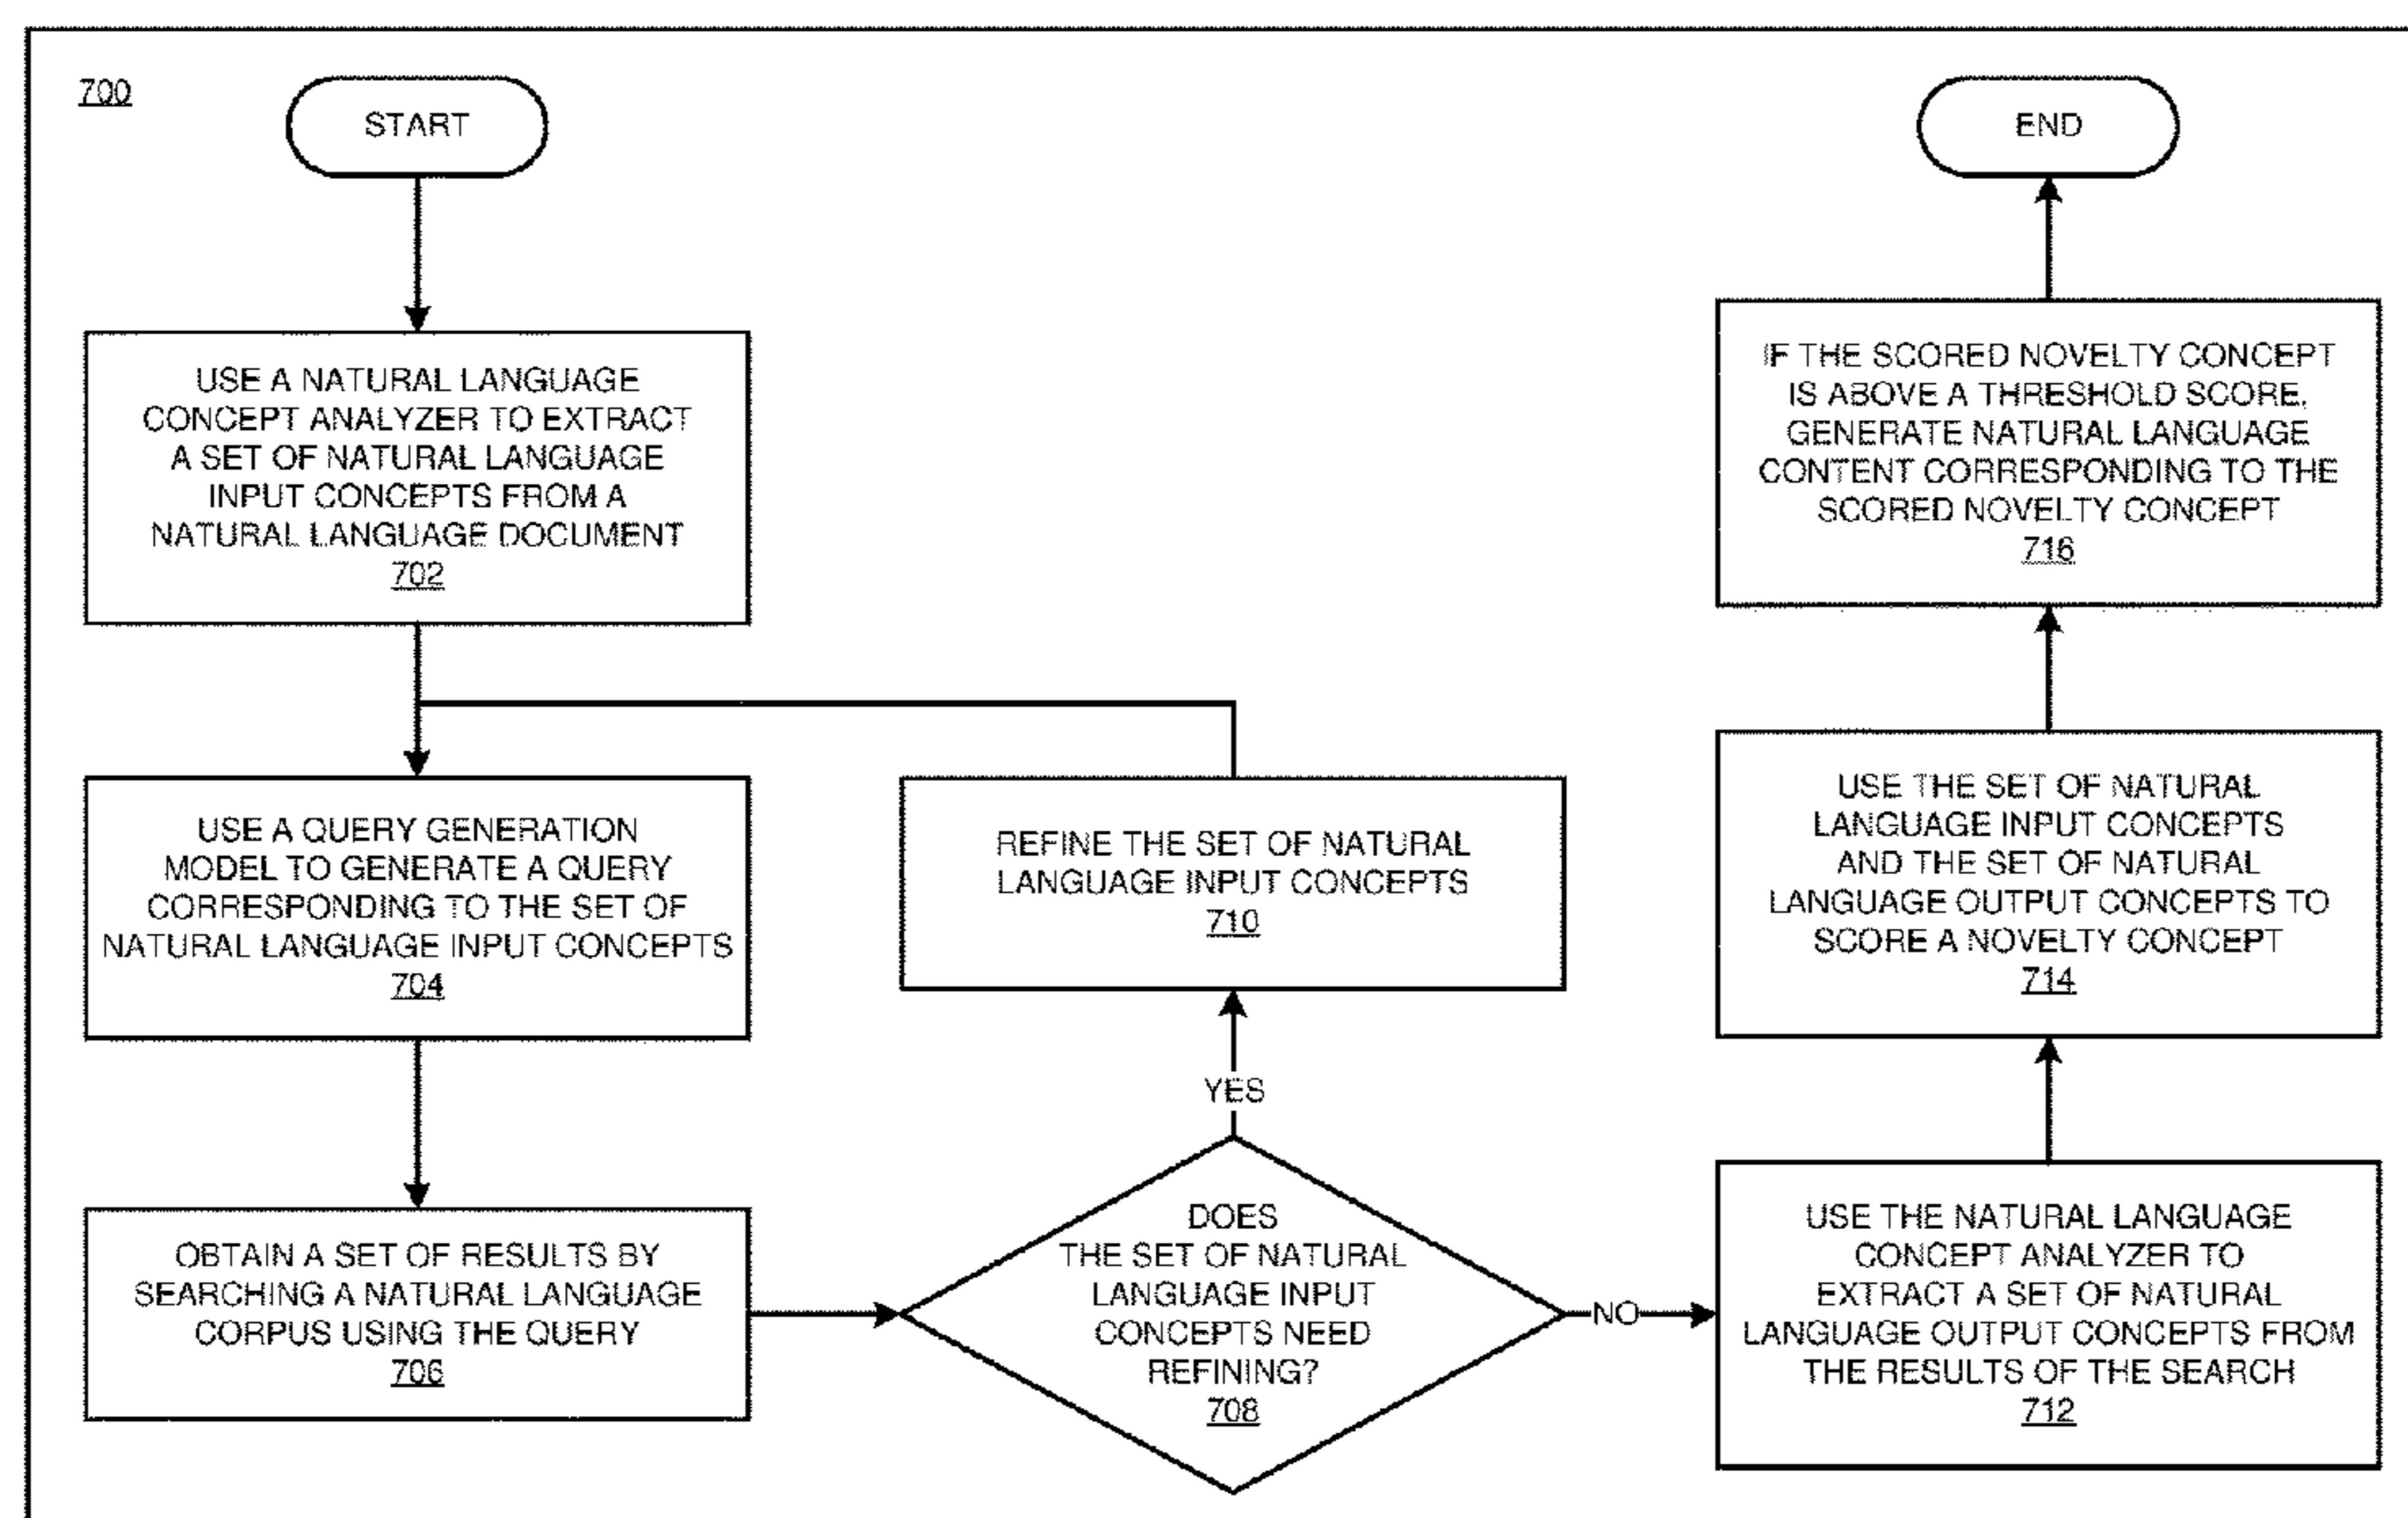 700
START
USE A NATURAL LANGUAGE
CONCEPT ANALYZER TO EXTRACT
A SET OF NATURAL LANGUAGE
INPUT CONCEPTS FROM A
NATURAL LANGUAGE DOCUMENT
702
USE A QUERY GENERATION
MODEL TO GENERATE A QUERY
CORRESPONDING TO THE SET OF
NATURAL LANGUAGE INPUT CONCEPTS
704
OBTAIN A SET OF RESULTS BY
SEARCHING A NATURAL LANGUAGE
CORPUS USING THE QUERY
706
DOES
THE SET OF NATURAL
LANGUAGE INPUT
CONCEPTS NEED
REFINING?
708
YES
REFINE THE SET OF NATURAL
LANGUAGE INPUT CONCEPTS
710
NO
USE THE NATURAL LANGUAGE
CONCEPT ANALYZER TO
EXTRACT A SET OF NATURAL
LANGUAGE OUTPUT CONCEPTS FROM
THE RESULTS OF THE SEARCH
712
USE THE SET OF NATURAL
LANGUAGE INPUT CONCEPTS
AND THE SET OF NATURAL
LANGUAGE OUTPUT CONCEPTS TO
SCORE A NOVELTY CONCEPT
714
IF THE SCORED NOVELTY CONCEPT
IS ABOVE A THRESHOLD SCORE,
GENERATE NATURAL LANGUAGE
CONTENT CORRESPONDING TO THE
SCORED NOVELTY CONCEPT
716
END